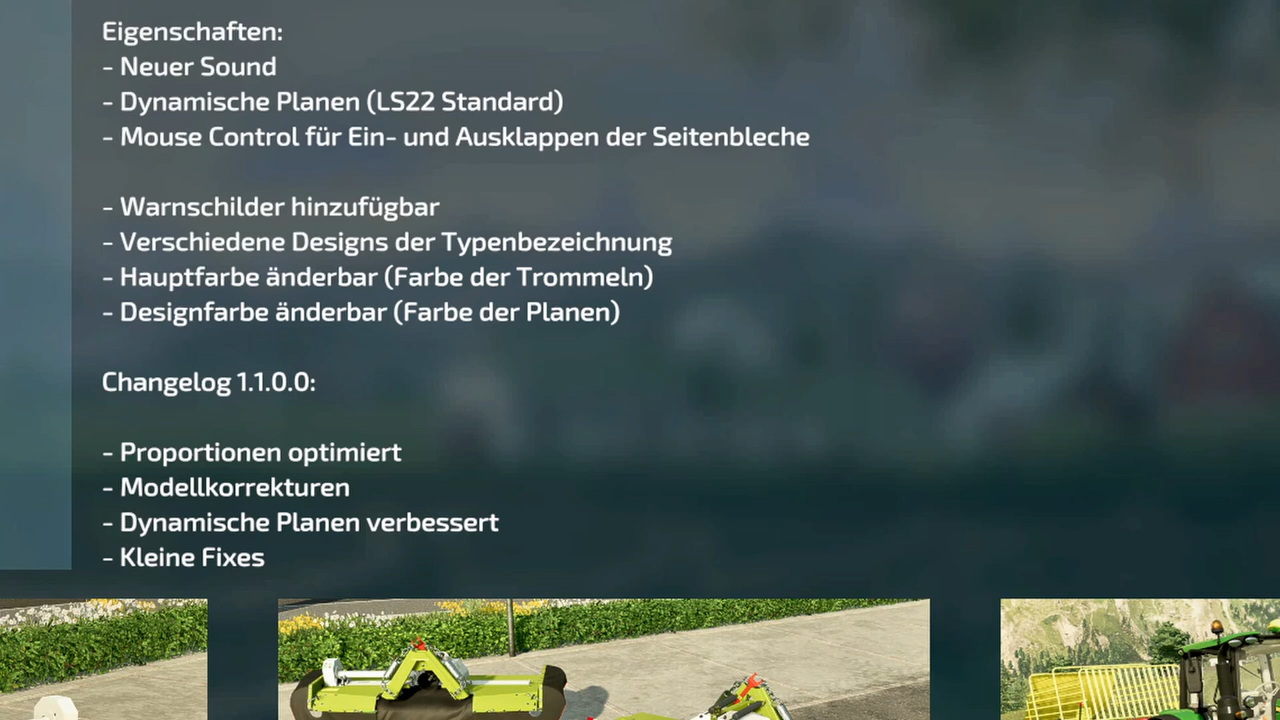 Eigenschaften:
- Neuer Sound
- Dynamische Planen (LS22 Standard)
- Mouse Control für Ein- und Ausklappen der Seitenbleche
- Warnschilder hinzufügbar
- Verschiedene Designs der Typenbezeichnung
- Hauptfarbe änderbar (Farbe der Trommeln)
- Designfarbe änderbar (Farbe der Planen)
Changelog 1.1.0.0:
- Proportionen optimiert
- Modellkorrekturen
- Dynamische Planen verbessert
- Kleine Fixes